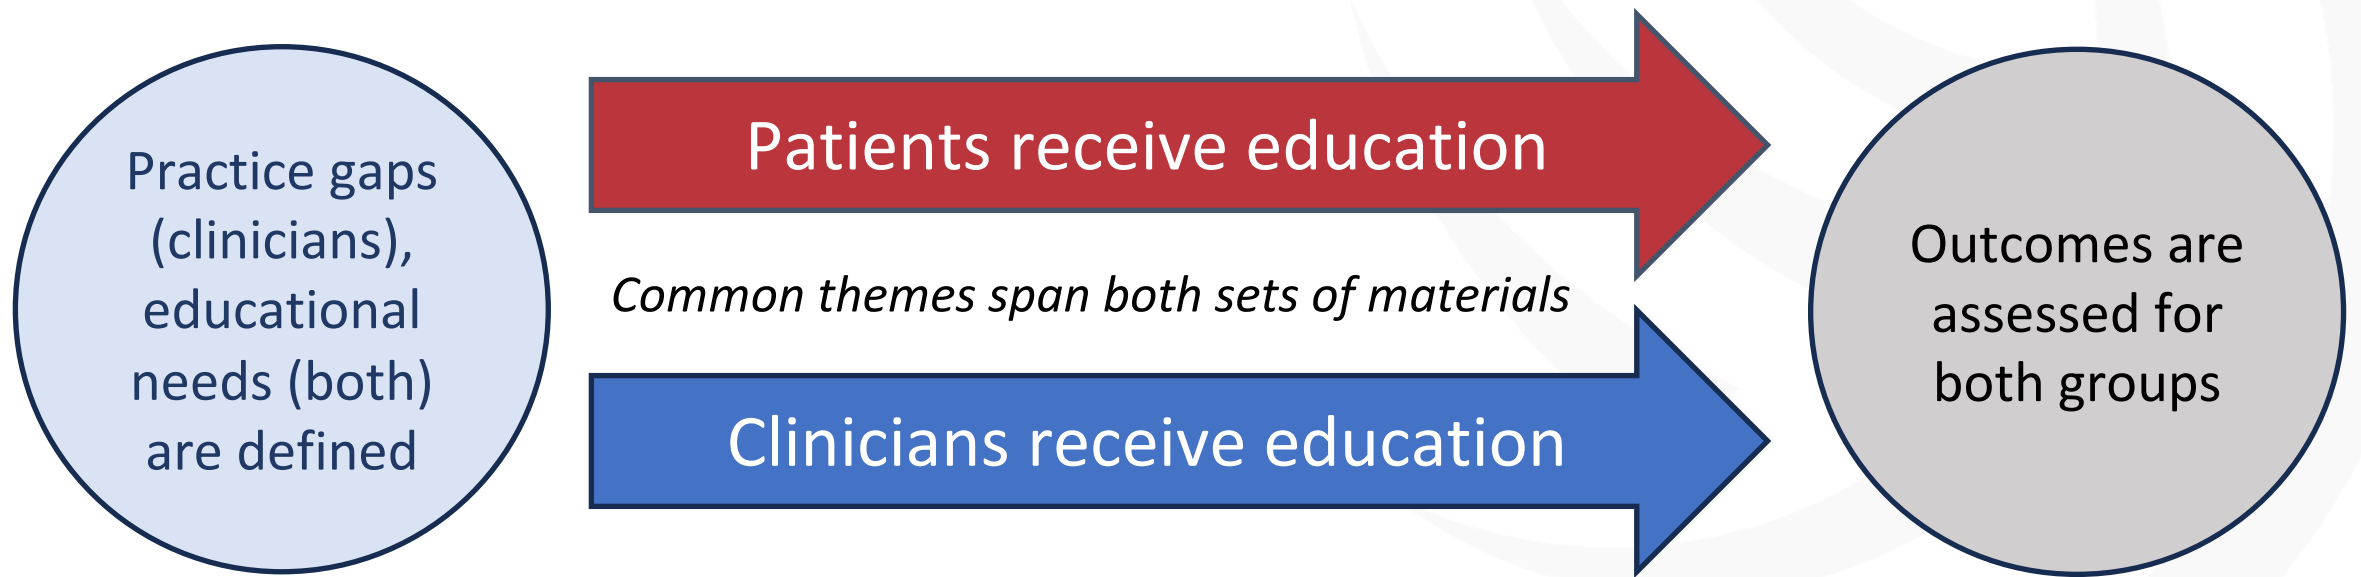 Practice gaps
(clinicians),
educational
needs (both)
are defined
Patients receive education
Common themes span both sets of materials
Clinicians receive education
Outcomes are
assessed for
both groups